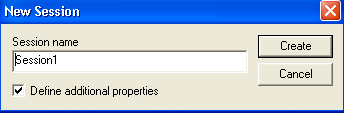 New Session
Session name
Create
Session1
Cancel
Define additional properties